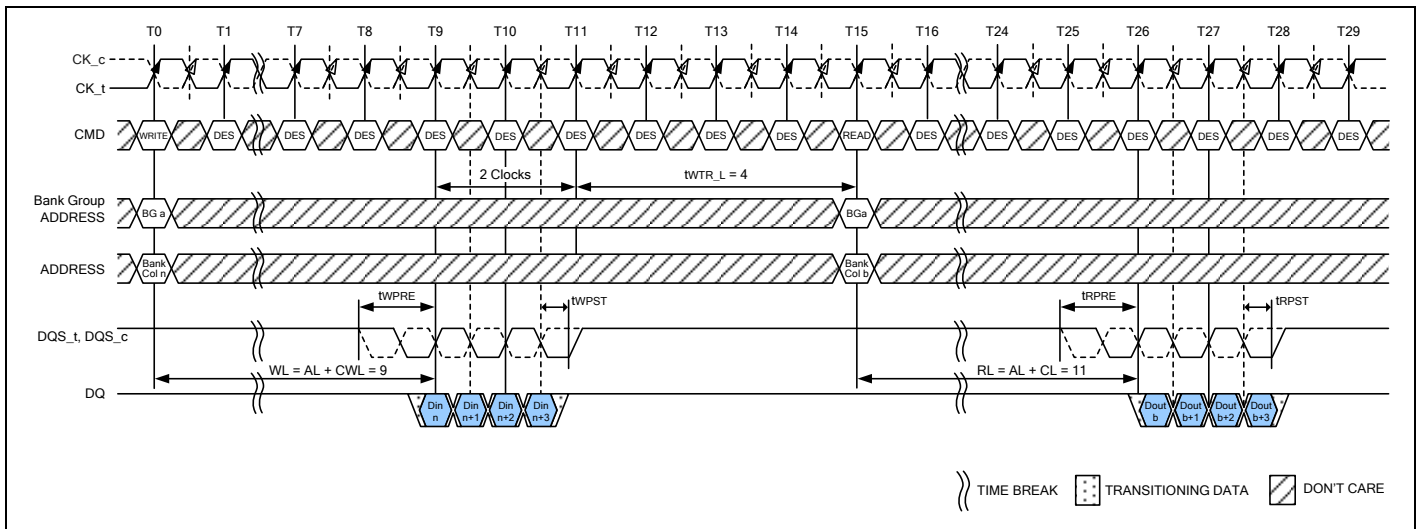 T0 T1 T7 T8 T9 T10 T11 T12 T13 T14 T15 T16 T24 T25 T26 T27 T28 T29
CK_c
CK_t
CMD WRITE DES DES DES DES DES DES DES DES DES READ DES DES DES DES DES DES DES
2 Clocks tWTR_L = 4
Bank Group
ADDRESS BG a BGa
ADDRESS Bank
Col n Bank
Col b
tWPRE tWPST tRPRE tRPST
DQS_t, DQS_c
WL = AL + CWL = 9 RL = AL + CL = 11
DQ Din
n Din
n+1 Din
n+2 Din
n+3 Dout
b Dout
b+1 Dout
b+2 Dout
b+3
TIME BREAK TRANSITIONING DATA DON'T CARE